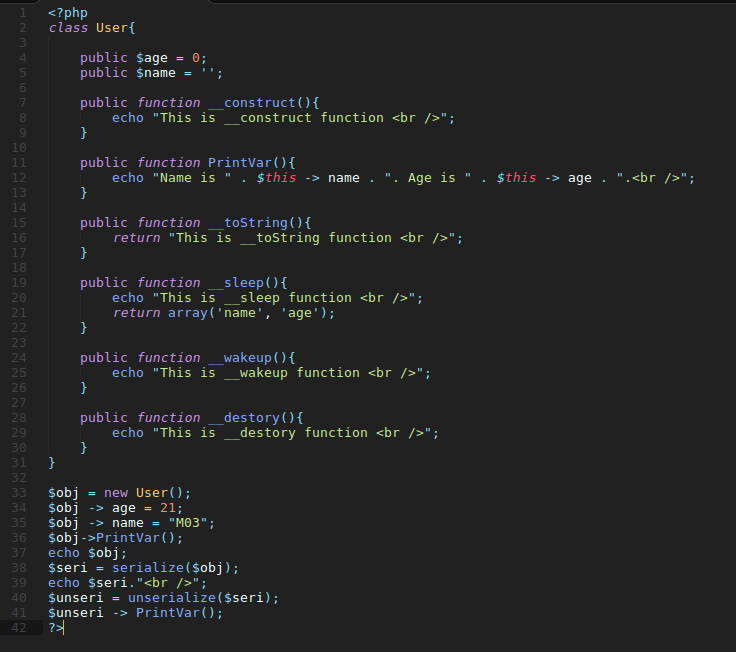 1 <?php
2 class User{
3
4     public $age = 0;
5     public $name = '';
6
7     public function __construct(){
8         echo "This is __construct function <br />";
9     }
10
11     public function PrintVar(){
12         echo "Name is " . $this -> name . ". Age is " . $this -> age . ".<br />";
13     }
14
15     public function __toString(){
16         return "This is __toString function <br />";
17     }
18
19     public function __sleep(){
20         echo "This is __sleep function <br />";
21         return array('name', 'age');
22     }
23
24     public function __wakeup(){
25         echo "This is __wakeup function <br />";
26     }
27
28     public function __destory(){
29         echo "This is __destory function <br />";
30     }
31 }
32
33 $obj = new User();
34 $obj -> age = 21;
35 $obj -> name = "M03";
36 $obj->PrintVar();
37 echo $obj;
38 $seri = serialize($obj);
39 echo $seri."<br />";
40 $unseri = unserialize($seri);
41 $unseri -> PrintVar();
42 ?>